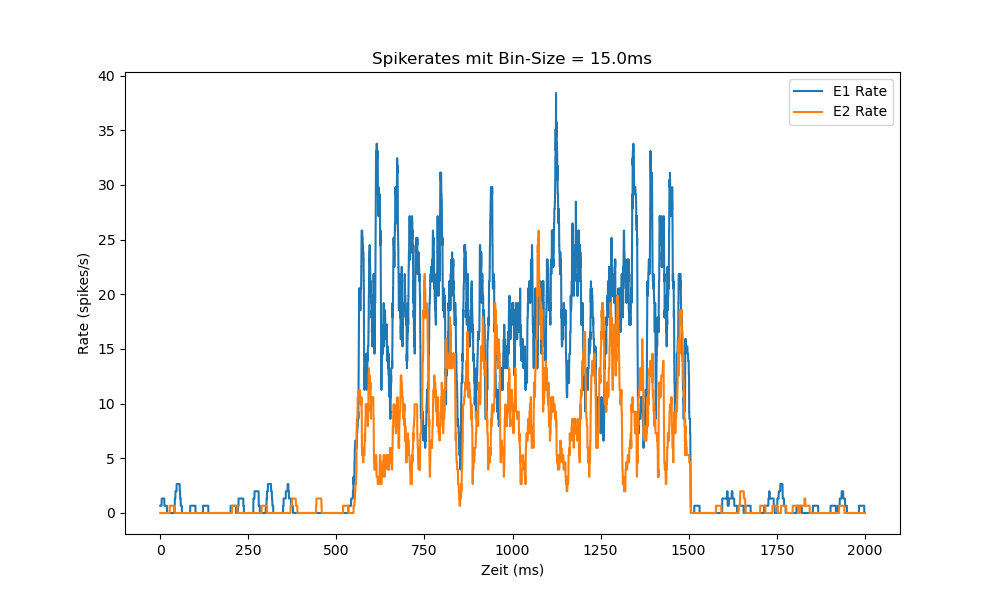 Spikerates mit Bin-Size = 15.0ms
40
35
30
25
20
15
10
5
0
Rate (spikes/s)
E1 Rate
E2 Rate
0 250 500 750 1000 1250 1500 1750 2000
Zeit (ms)